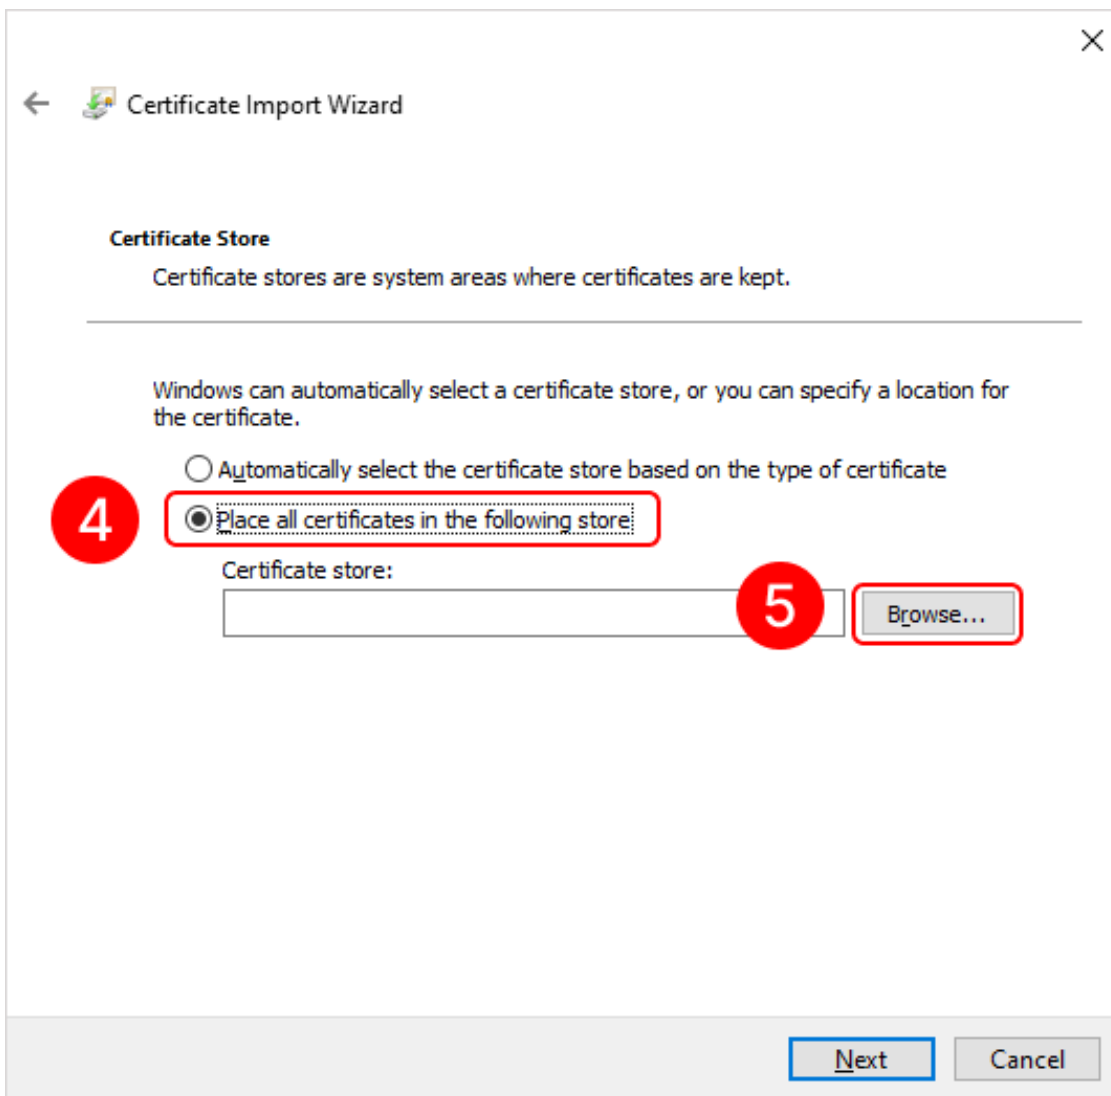 Certificate Import Wizard
Certificate Store
Certificate stores are system areas where certificates are kept.
Windows can automatically select a certificate store, or you can specify a location for
the certificate.
Automatically select the certificate store based on the type of certificate
4
Place all certificates in the following store
Certificate store:
5
Browse...
Next
Cancel